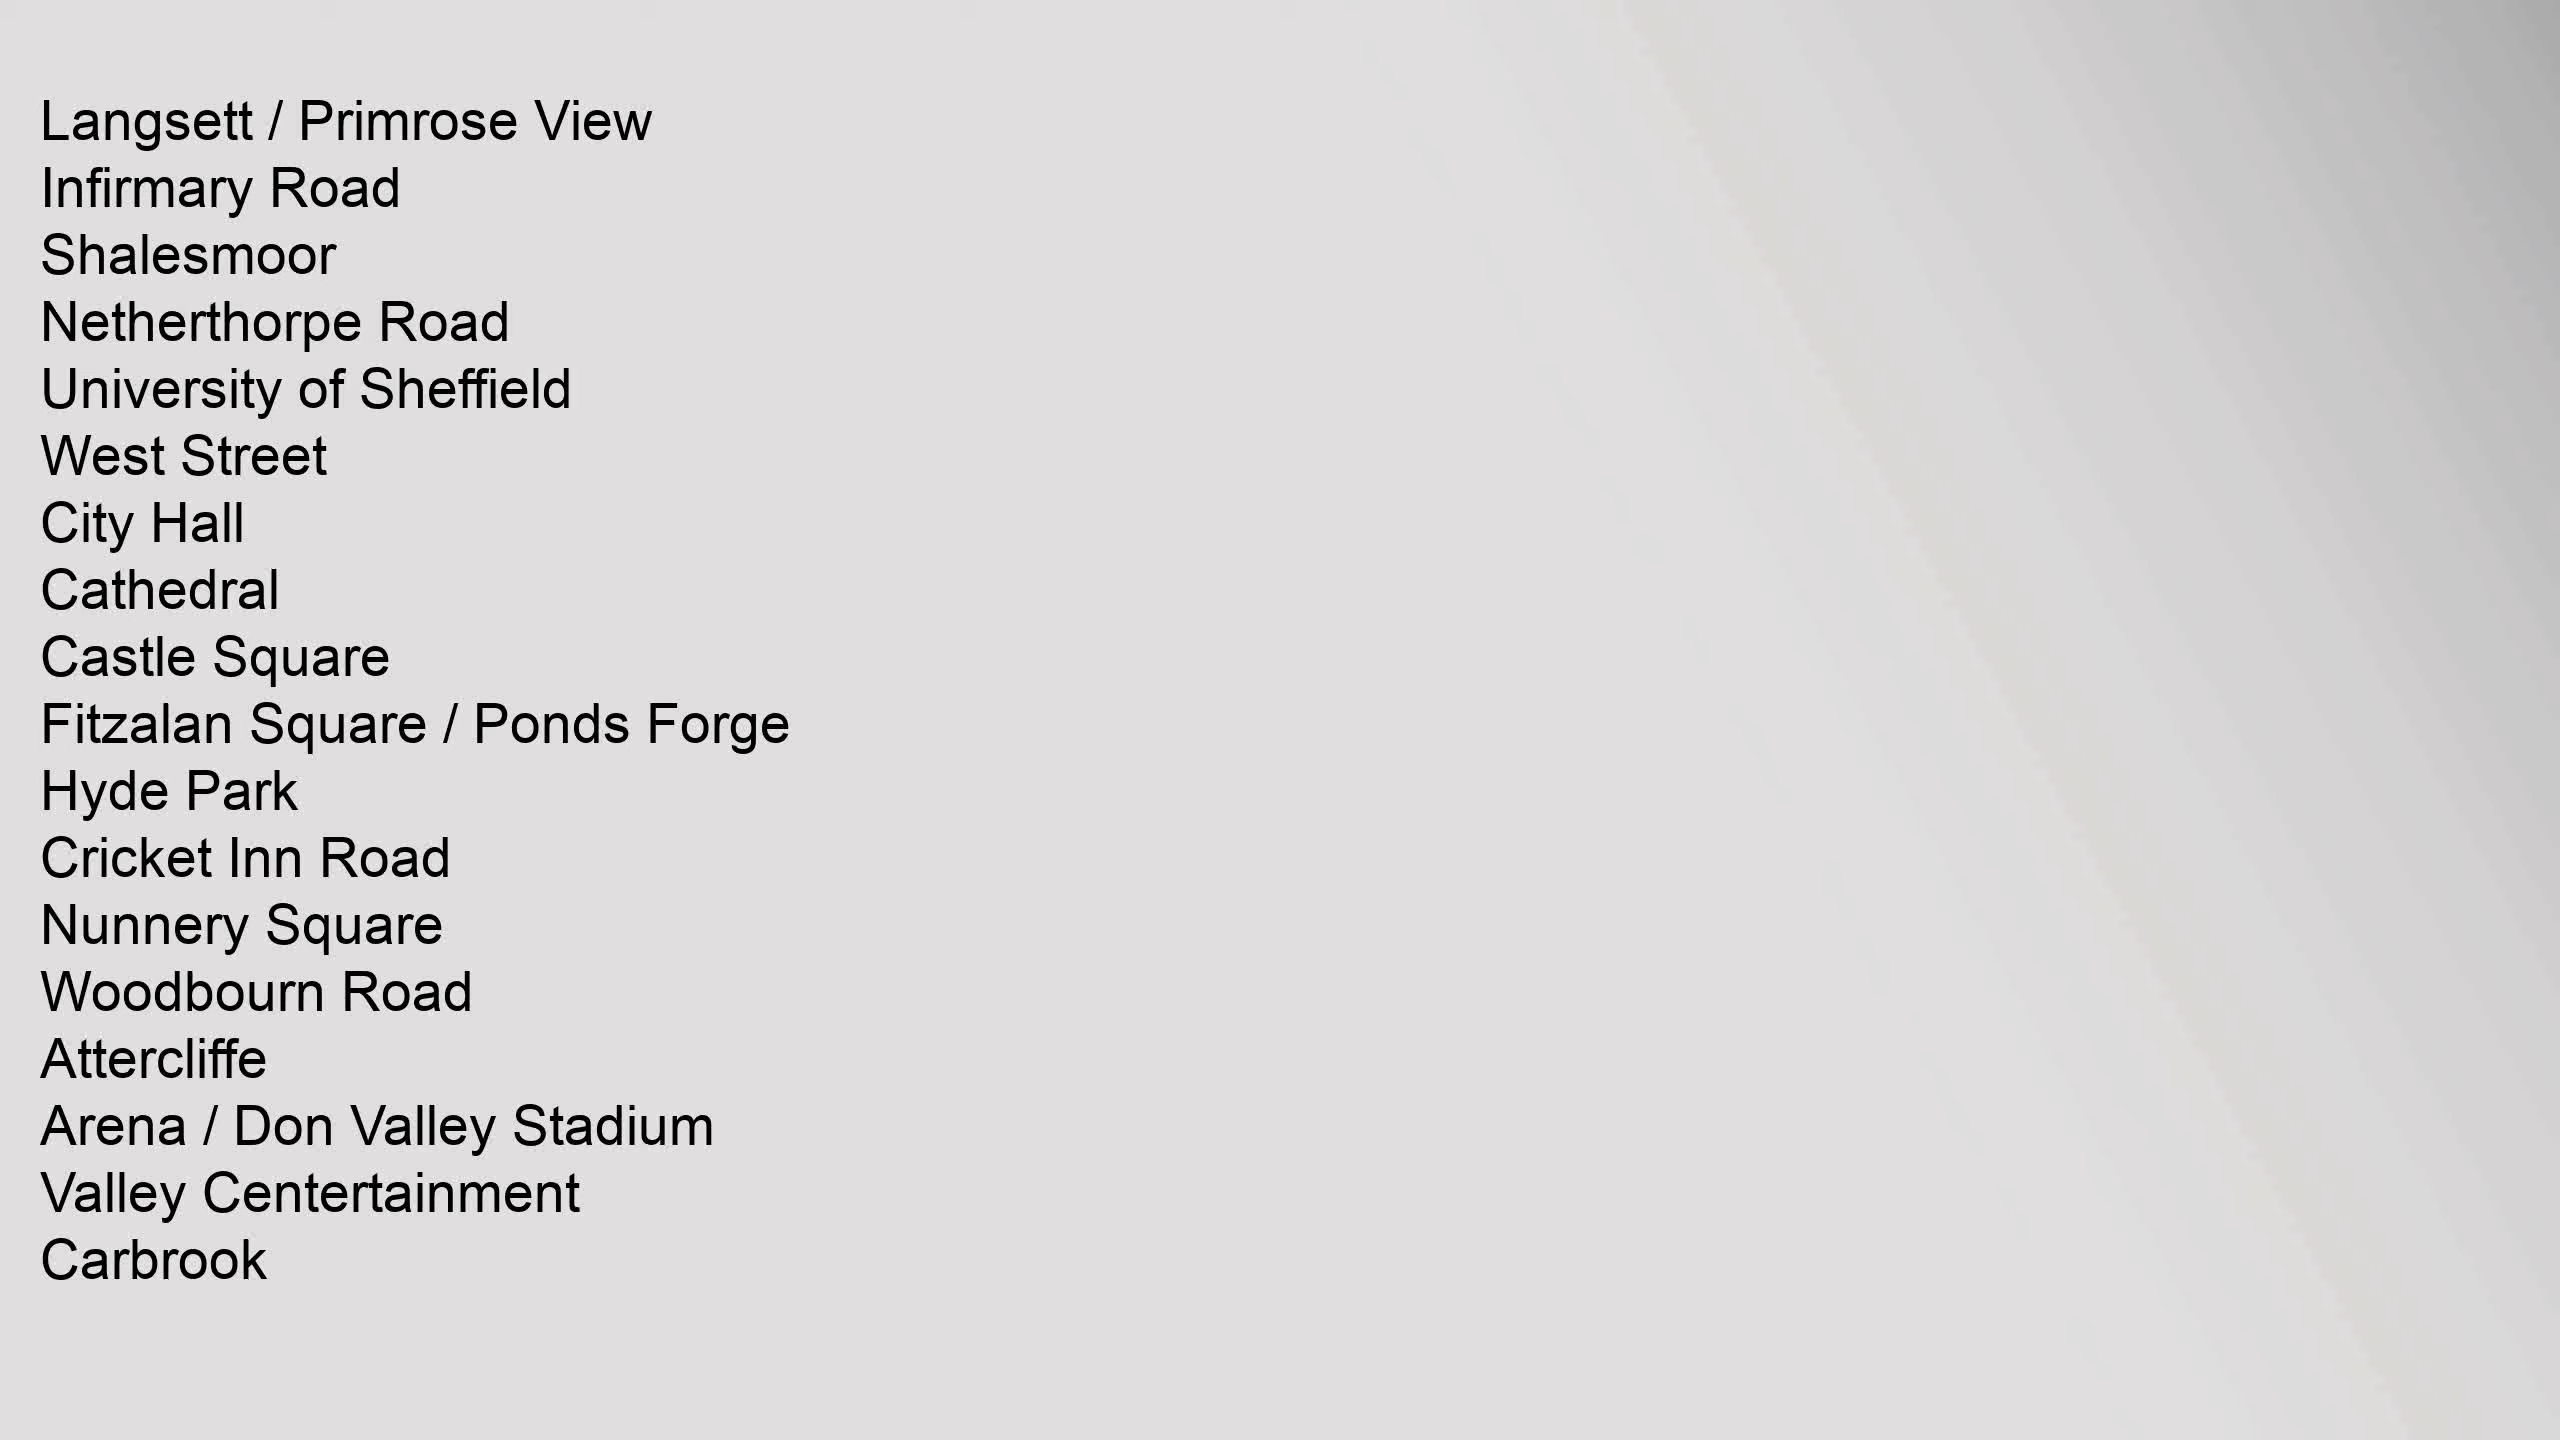 Langsett / Primrose View
Infirmary Road
Shalesmoor
Netherthorpe Road
University of Sheffield
West Street
City Hall
Cathedral
Castle Square
Fitzalan Square / Ponds Forge
Hyde Park
Cricket Inn Road
Nunnery Square
Woodbourn Road
Attercliffe
Arena / Don Valley Stadium
Valley Centertainment
Carbrook